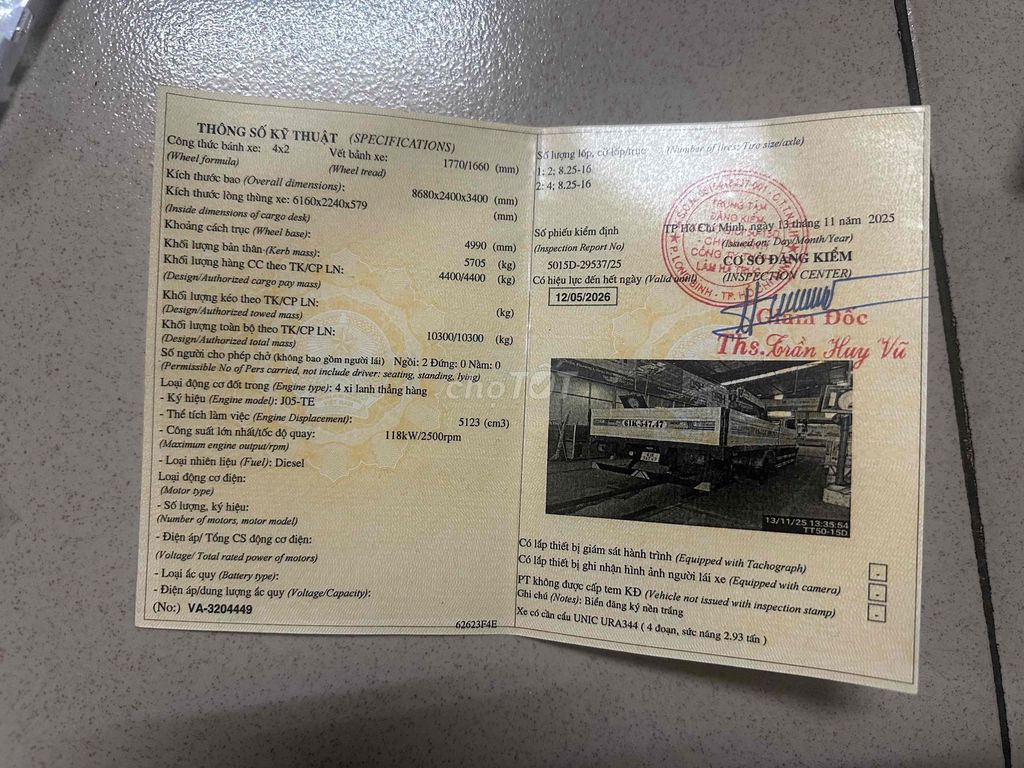 THÔNG SỐ KỸ THUẬT (SPECIFICATIONS)
Công thức bánh xe: 4x2 Vết bánh xe: 1770/1660 (mm)
(Wheel formula) (Wheel tread)
Kích thước bao (Overall dimensions): 8680x2400x3400 (mm)
Kích thước lòng thùng xe: 6160x2240x579 (mm)
(Inside dimensions of cargo desk)
Khoảng cách trục (Wheel base): 4990 (mm)
Khối lượng bản thân (Kerb mass): 5705 (kg)
Khối lượng hàng CC theo TK/CP LN: 4400/4400 (kg)
(Design/Authorized cargo pay mass)
Khối lượng kéo theo TK/CP LN: (kg)
(Design/Authorized towed mass)
Khối lượng toàn bộ theo TK/CP LN: 10300/10300 (kg)
(Design/Authorized total mass)
Số người cho phép chở (không bao gồm người lái) Ngồi: 2 Đứng: 0 Nằm: 0
(Permissible No of Pers carried, not include driver: seating, standing, lying)
Loại động cơ đốt trong (Engine type): 4 xi lanh thẳng hàng
- Ký hiệu (Engine model): J05-TE
- Thể tích làm việc (Engine Displacement): 5123 (cm3)
- Công suất lớn nhất/tốc độ quay: 118kW/2500rpm
(Maximum engine output/rpm)
- Loại nhiên liệu (Fuel): Diesel
Loại động cơ điện:
(Motor type)
- Số lượng, ký hiệu:
(Number of motors, motor model)
- Điện áp/ Tổng CS động cơ điện:
(Voltage/ Total rated power of motors)
- Loại ác quy (Battery type):
- Điện áp/dung lượng ác quy (Voltage/Capacity):
(No:) VA-3204449
62623F4E
Số lượng lốp, cỡ lốp/trục (Number of tires; Tire size/axle)
1; 2; 8.25-16
2; 4; 8.25-16
TP Hồ Chí Minh, ngày 13 tháng 11 năm 2025
Số phiếu kiểm định (Issued on: Day/Month/Year)
(Inspection Report No) CƠ SỞ ĐĂNG KIỂM
5015D-29537/25 (INSPECTION CENTER)
Có hiệu lực đến hết ngày (Valid until)
12/05/2026
TRUNG TÂM
ĐĂNG KIỂM
Giám Đốc
Ths.Trần Huy Vũ
chợTỐT
61K-547.47
13/11/25 13:35:54
TT50-15D
Có lắp thiết bị giám sát hành trình (Equipped with Tachograph) -
Có lắp thiết bị ghi nhận hình ảnh người lái xe (Equipped with camera) -
PT không được cấp tem KĐ (Vehicle not issued with inspection stamp) -
Ghi chú (Notes): Biển đăng ký nền trắng
Xe có cần cẩu UNIC URA344 ( 4 đoạn, sức nâng 2.93 tấn )